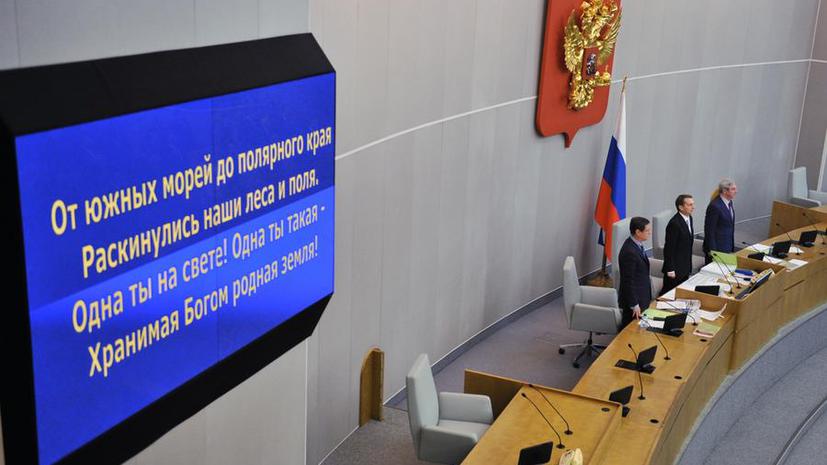 От южных морей до полярного края
Раскинулись наши леса и поля.
Одна ты на свете! Одна ты такая -
Хранимая Богом родная земля!